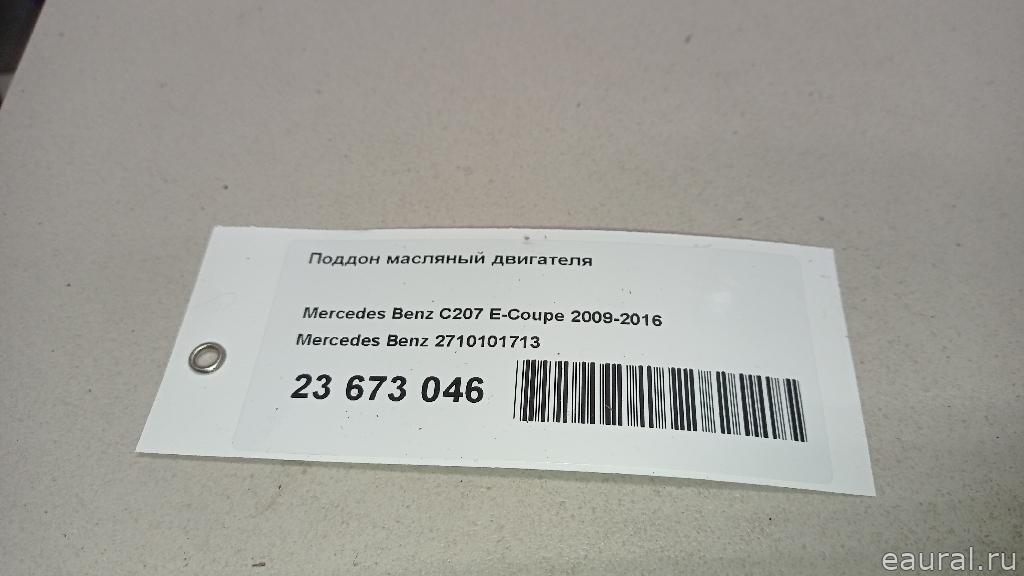 Поддон масляный двигателя
Mercedes Benz C207 E-Coupe 2009-2016
Mercedes Benz 2710101713
23 673 046
eaural.ru